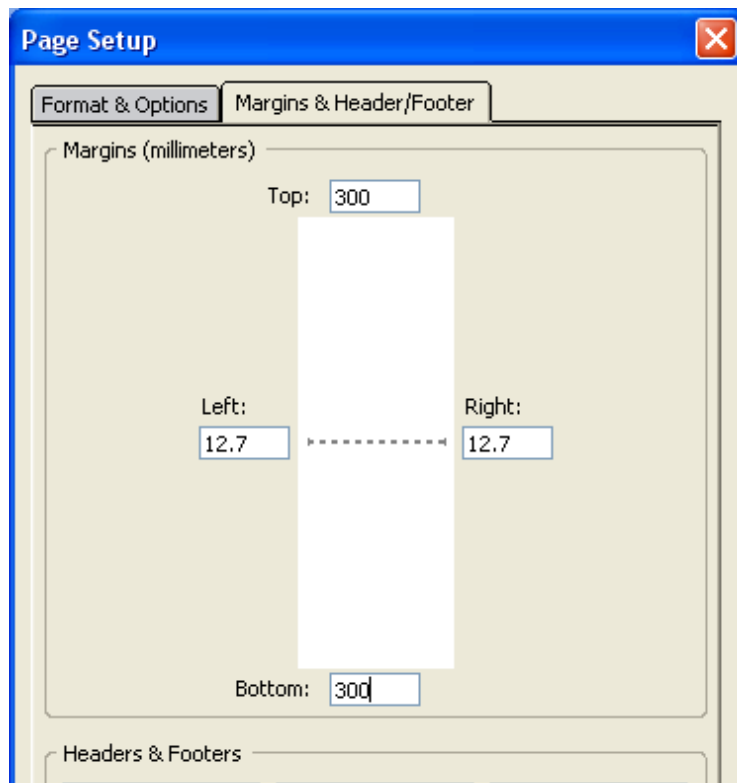 Page Setup
Format & Options
Margins & Header/Footer
Margins (millimeters)
Top: 300
Left:
Right:
12.7
12.7
Bottom: 300
Headers & Footers